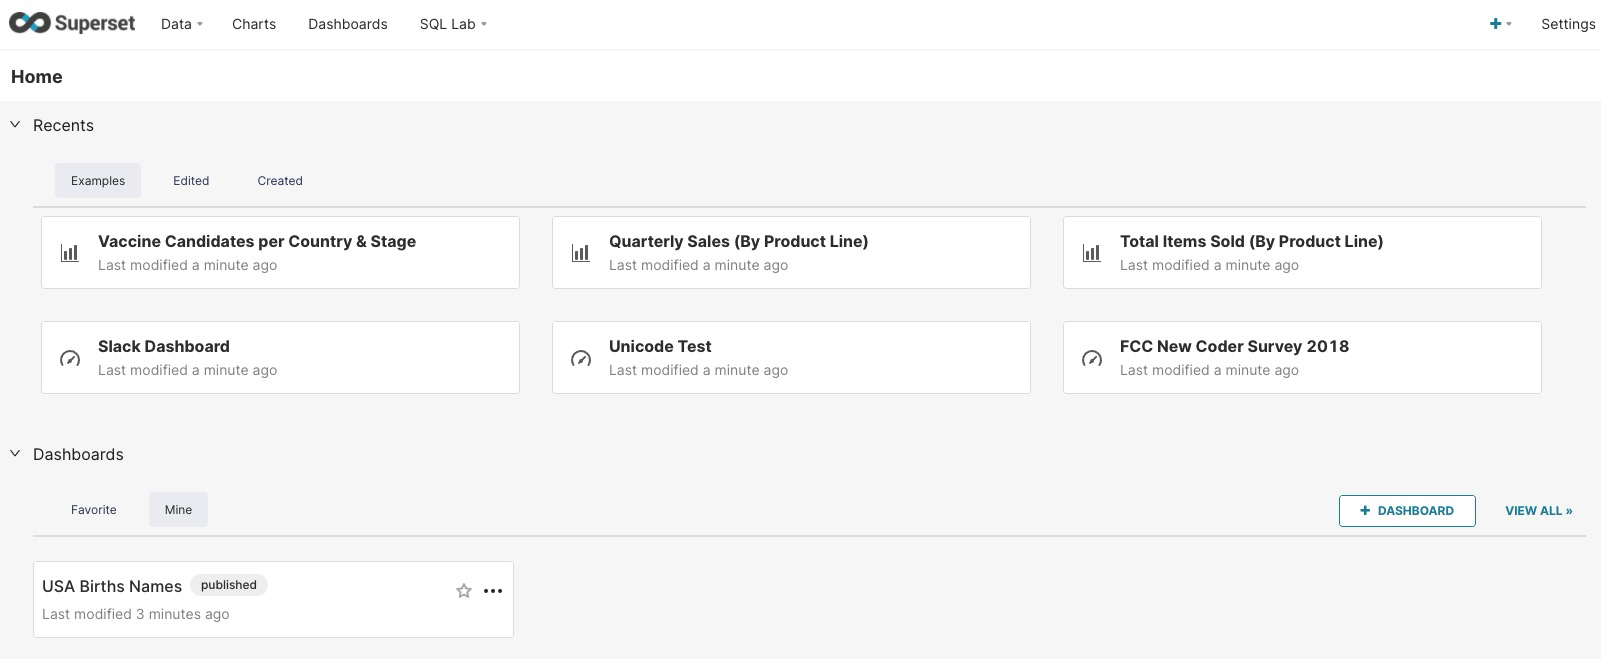 Superset Data Charts Dashboards SQL Lab + Settings
Home
Recents
Examples Edited Created
Vaccine Candidates per Country & Stage
Last modified a minute ago
Quarterly Sales (By Product Line)
Last modified a minute ago
Total Items Sold (By Product Line)
Last modified a minute ago
Slack Dashboard
Last modified a minute ago
Unicode Test
Last modified a minute ago
FCC New Coder Survey 2018
Last modified a minute ago
Dashboards
Favorite Mine + DASHBOARD VIEW ALL »
USA Births Names published
Last modified 3 minutes ago